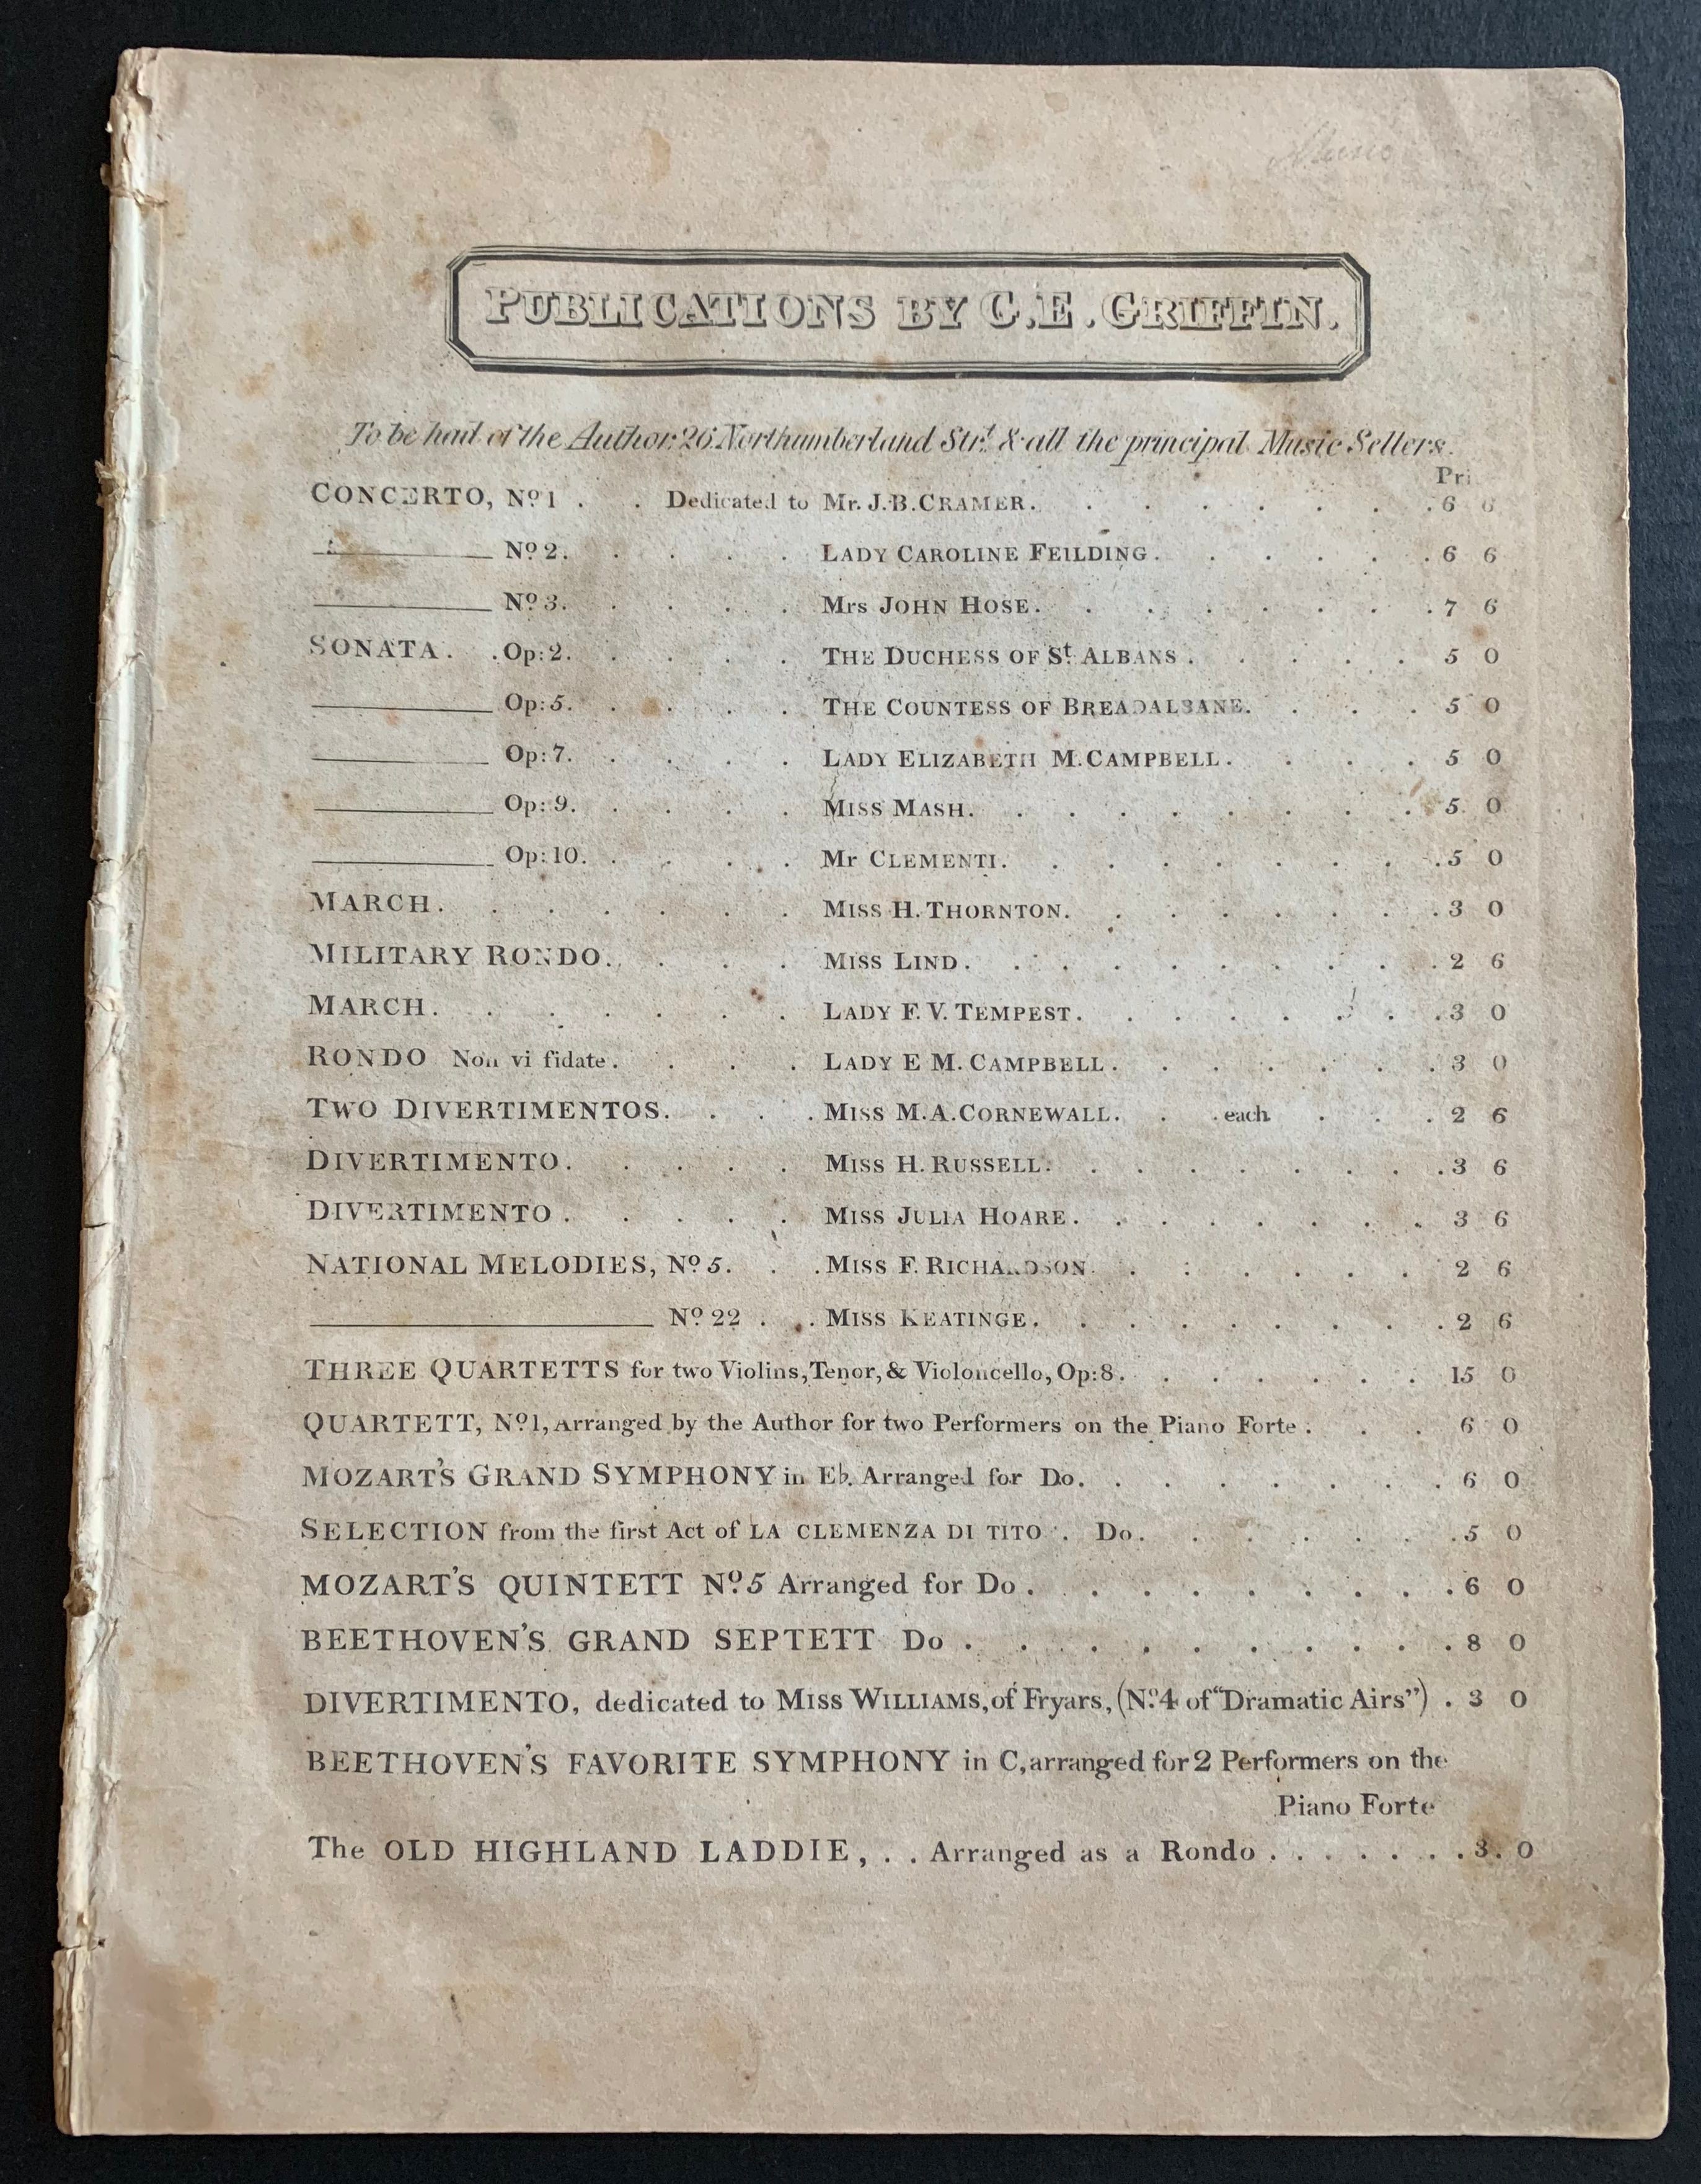 Music
PUBLICATIONS BY G.E. GRIFFIN.
To be had of the Author 26 Northumberland Strt. & all the principal Music Sellers.
Pri
CONCERTO, No. 1 . . Dedicated to Mr. J.B. CRAMER. . . . . . . . 6 6
———— No. 2. . . . . LADY CAROLINE FEILDING. . . . . . 6 6
———— No. 3. . . . . Mrs JOHN HOSE. . . . . . . . 7 6
SONATA. . Op: 2. . . . . THE DUCHESS OF St. ALBANS . . . . . 5 0
———— Op: 5. . . . . THE COUNTESS OF BREADALBANE. . . . 5 0
———— Op: 7. . . . . LADY ELIZABETH M. CAMPBELL. . . . . 5 0
———— Op: 9. . . . . MISS MASH. . . . . . . . . 5 0
———— Op: 10. . . . . Mr CLEMENTI. . . . . . . . . 5 0
MARCH. . . . . . . MISS H. THORNTON. . . . . . . . 3 0
MILITARY RONDO. . . . . MISS LIND. . . . . . . . . . 2 6
MARCH. . . . . . . LADY F. V. TEMPEST. . . . . . . . 3 0
RONDO Non vi fidate. . . . LADY E M. CAMPBELL. . . . . . . 3 0
TWO DIVERTIMENTOS. . . . MISS M. A. CORNEWALL. . . each . . . 2 6
DIVERTIMENTO. . . . . MISS H. RUSSELL. . . . . . . . 3 6
DIVERTIMENTO . . . . . MISS JULIA HOARE. . . . . . . . 3 6
NATIONAL MELODIES, No. 5. . . MISS F. RICHARDSON. . . . . . . 2 6
———— No. 22 . . . MISS KEATINGE. . . . . . . . . 2 6
THREE QUARTETTS for two Violins, Tenor, & Violoncello, Op: 8. . . . . . . 15 0
QUARTETT, No. 1, Arranged by the Author for two Performers on the Piano Forte . . . 6 0
MOZART'S GRAND SYMPHONY in E♭. Arranged for Do. . . . . . . . 6 0
SELECTION from the first Act of LA CLEMENZA DI TITO . . Do. . . . . . . 5 0
MOZART'S QUINTETT No. 5 Arranged for Do . . . . . . . . . 6 0
BEETHOVEN'S GRAND SEPTETT Do . . . . . . . . . . 8 0
DIVERTIMENTO, dedicated to MISS WILLIAMS, of Fryars, (No. 4 of "Dramatic Airs") . 3 0
BEETHOVEN'S FAVORITE SYMPHONY in C, arranged for 2 Performers on the
Piano Forte
The OLD HIGHLAND LADDIE, . . Arranged as a Rondo . . . . . . . 3. 0